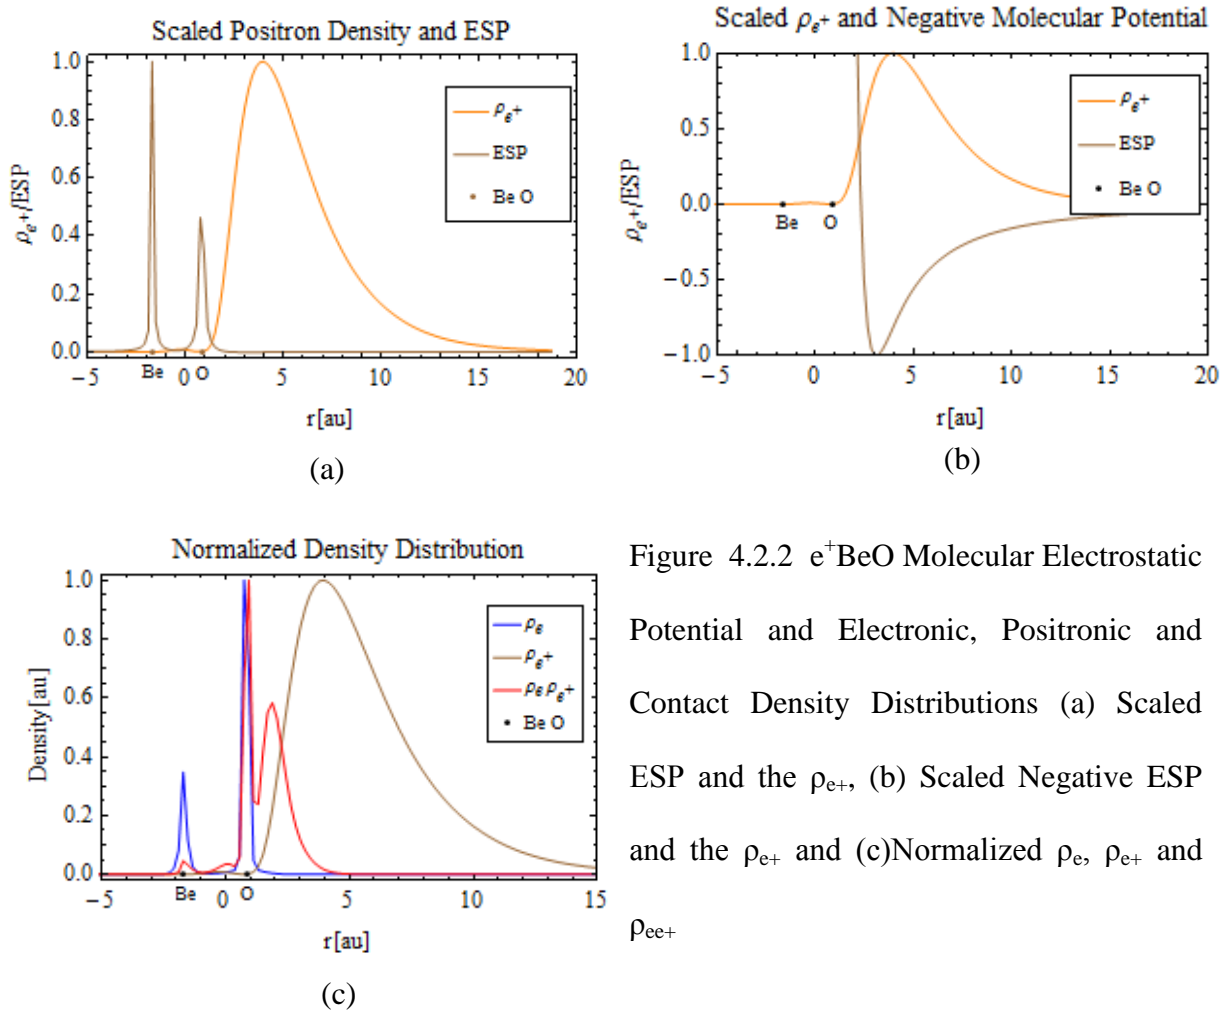 Scaled Positron Density and ESP
ρe+/ESP
1.0
0.8
0.6
0.4
0.2
0.0
ρe+
ESP
Be O
Be
O
−5
0
5
10
15
20
r[au]
(a)
Scaled ρe+ and Negative Molecular Potential
ρe+/ESP
1.0
0.5
0.0
−0.5
−1.0
ρe+
ESP
Be O
Be
O
−5
0
5
10
15
20
r[au]
(b)
Normalized Density Distribution
Density[au]
1.0
0.8
0.6
0.4
0.2
0.0
ρe
ρe+
ρe ρe+
Be O
Be
O
−5
0
5
10
15
r[au]
(c)
Figure 4.2.2 e+BeO Molecular Electrostatic
Potential and Electronic, Positronic and
Contact Density Distributions (a) Scaled
ESP and the ρe+, (b) Scaled Negative ESP
and the ρe+ and (c)Normalized ρe, ρe+ and
ρee+